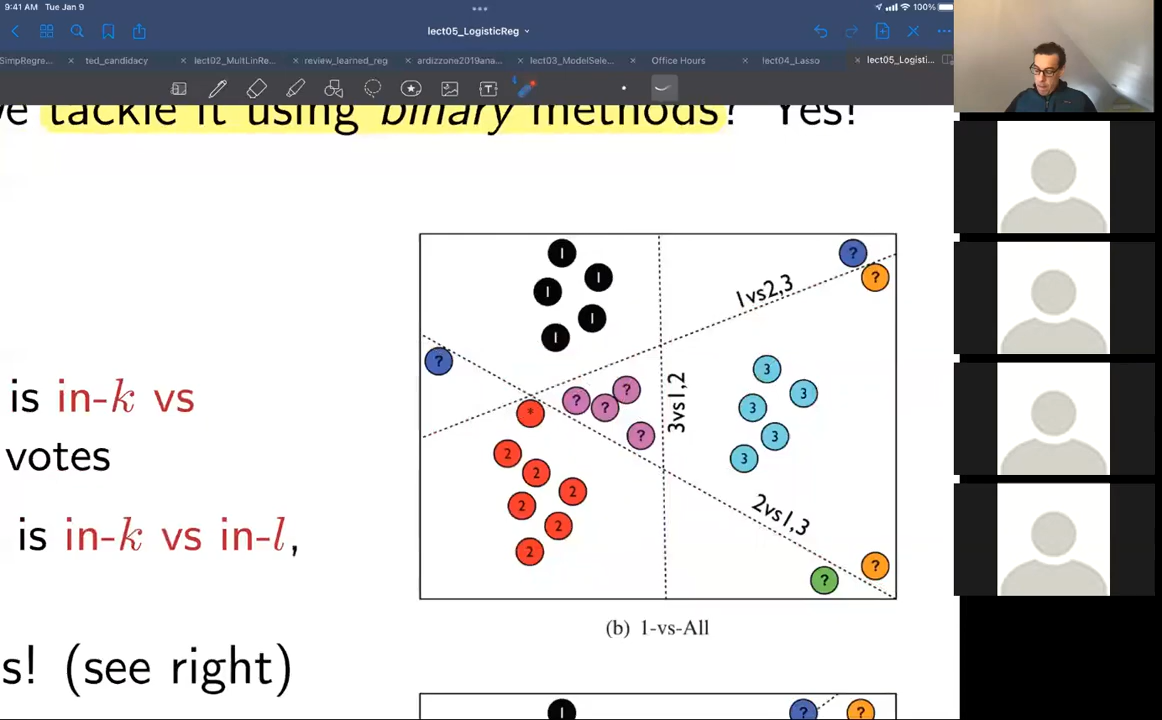 9:41 AM Tue Jan 9
100%
lect05_LogisticReg
SimpRegre...
ted_candidacy
lect02_MultLinRe...
review_learned_reg
ardizzone2019ana...
lect03_ModelSele...
Office Hours
lect04_Lasso
lect05_Logisti...
ve tackle it using binary methods? Yes!
is in-k vs
votes
is in-k vs in-l,
s! (see right)
1 1 1 1 1
? ?
1vs2,3
?
* ? ? ? ?
3vs1,2
3 3 3 3 3
2 2 2 2 2 2
2vs1,3
? ?
(b) 1-vs-All
1 ? ?